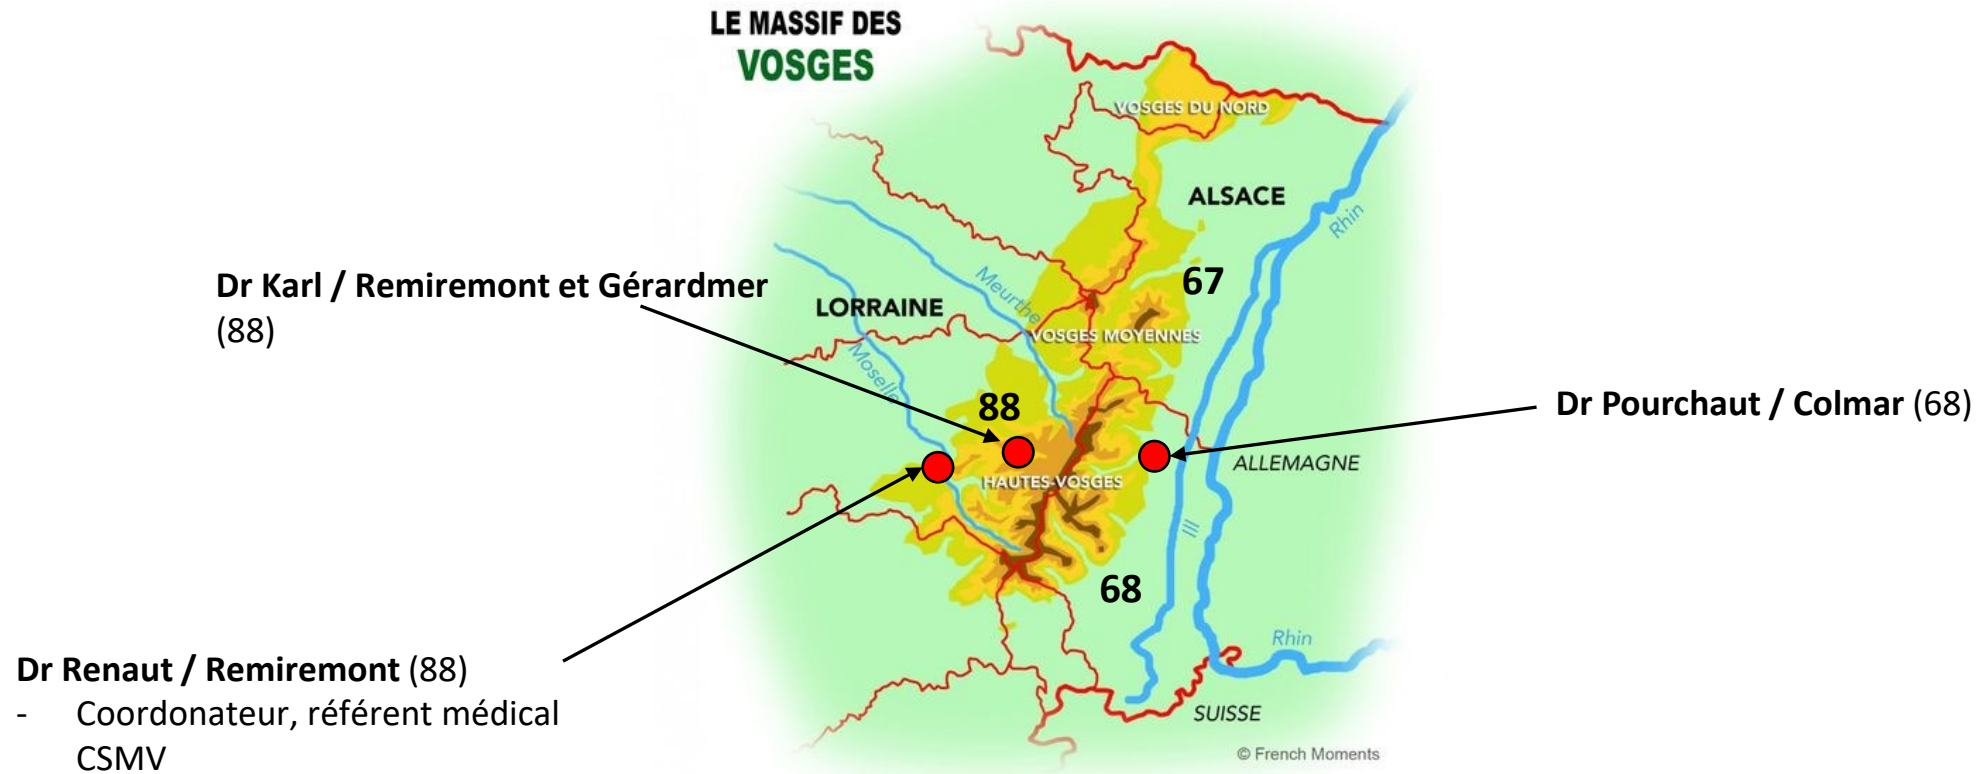 LE MASSIF DES
VOSGES
VOSGES DU NORD
ALSACE
Rhin
67
Dr Karl / Remiremont et Gérardmer
(88)
Meurthe
LORRAINE
VOSGES MOYENNES
Moselle
88
Dr Pourchaut / Colmar (68)
ALLEMAGNE
HAUTES-VOSGES
Ill
68
Rhin
Dr Renaut / Remiremont (88)
- Coordonateur, référent médical
CSMV
SUISSE
© French Moments